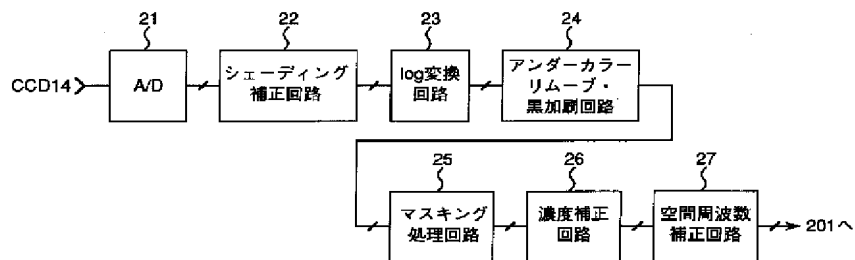 21
22
23
24
CCD14
A/D
シェーディング
補正回路
log変換
回路
アンダーカラー
リムーブ・
黒加刷回路
25
26
27
マスキング
処理回路
濃度補正
回路
空間周波数
補正回路
201へ